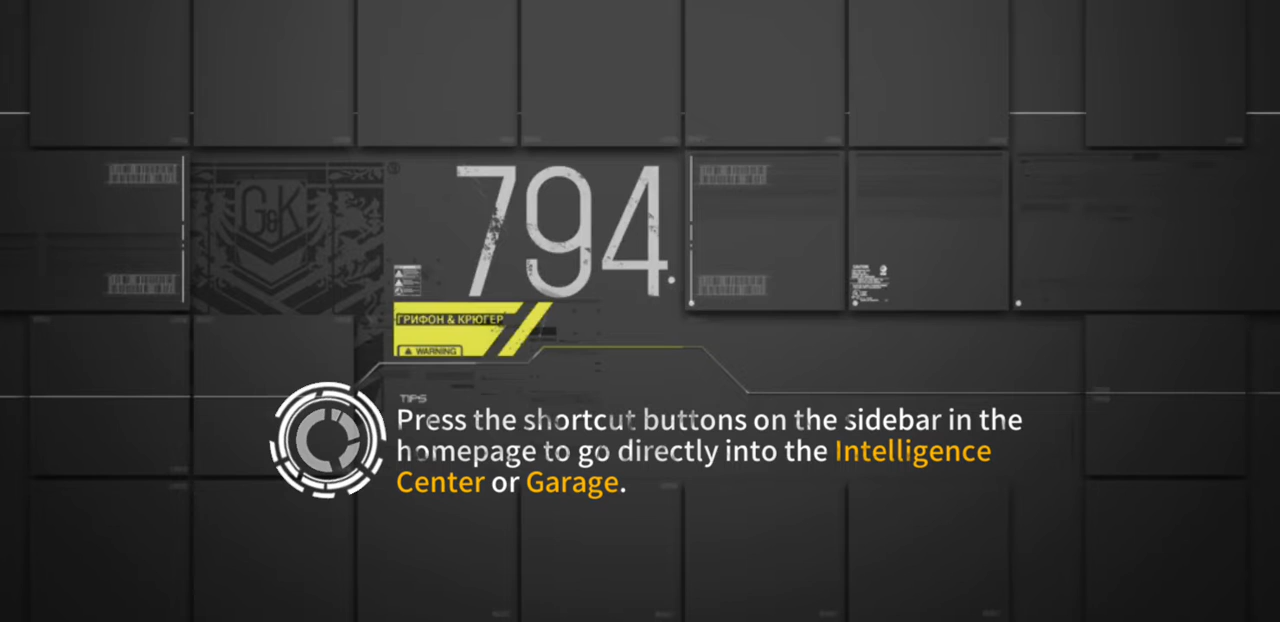 G&K
794.
ГРИФОН & КРЮГЕР
WARNING
TIPS
Press the shortcut buttons on the sidebar in the
homepage to go directly into the Intelligence
Center or Garage.